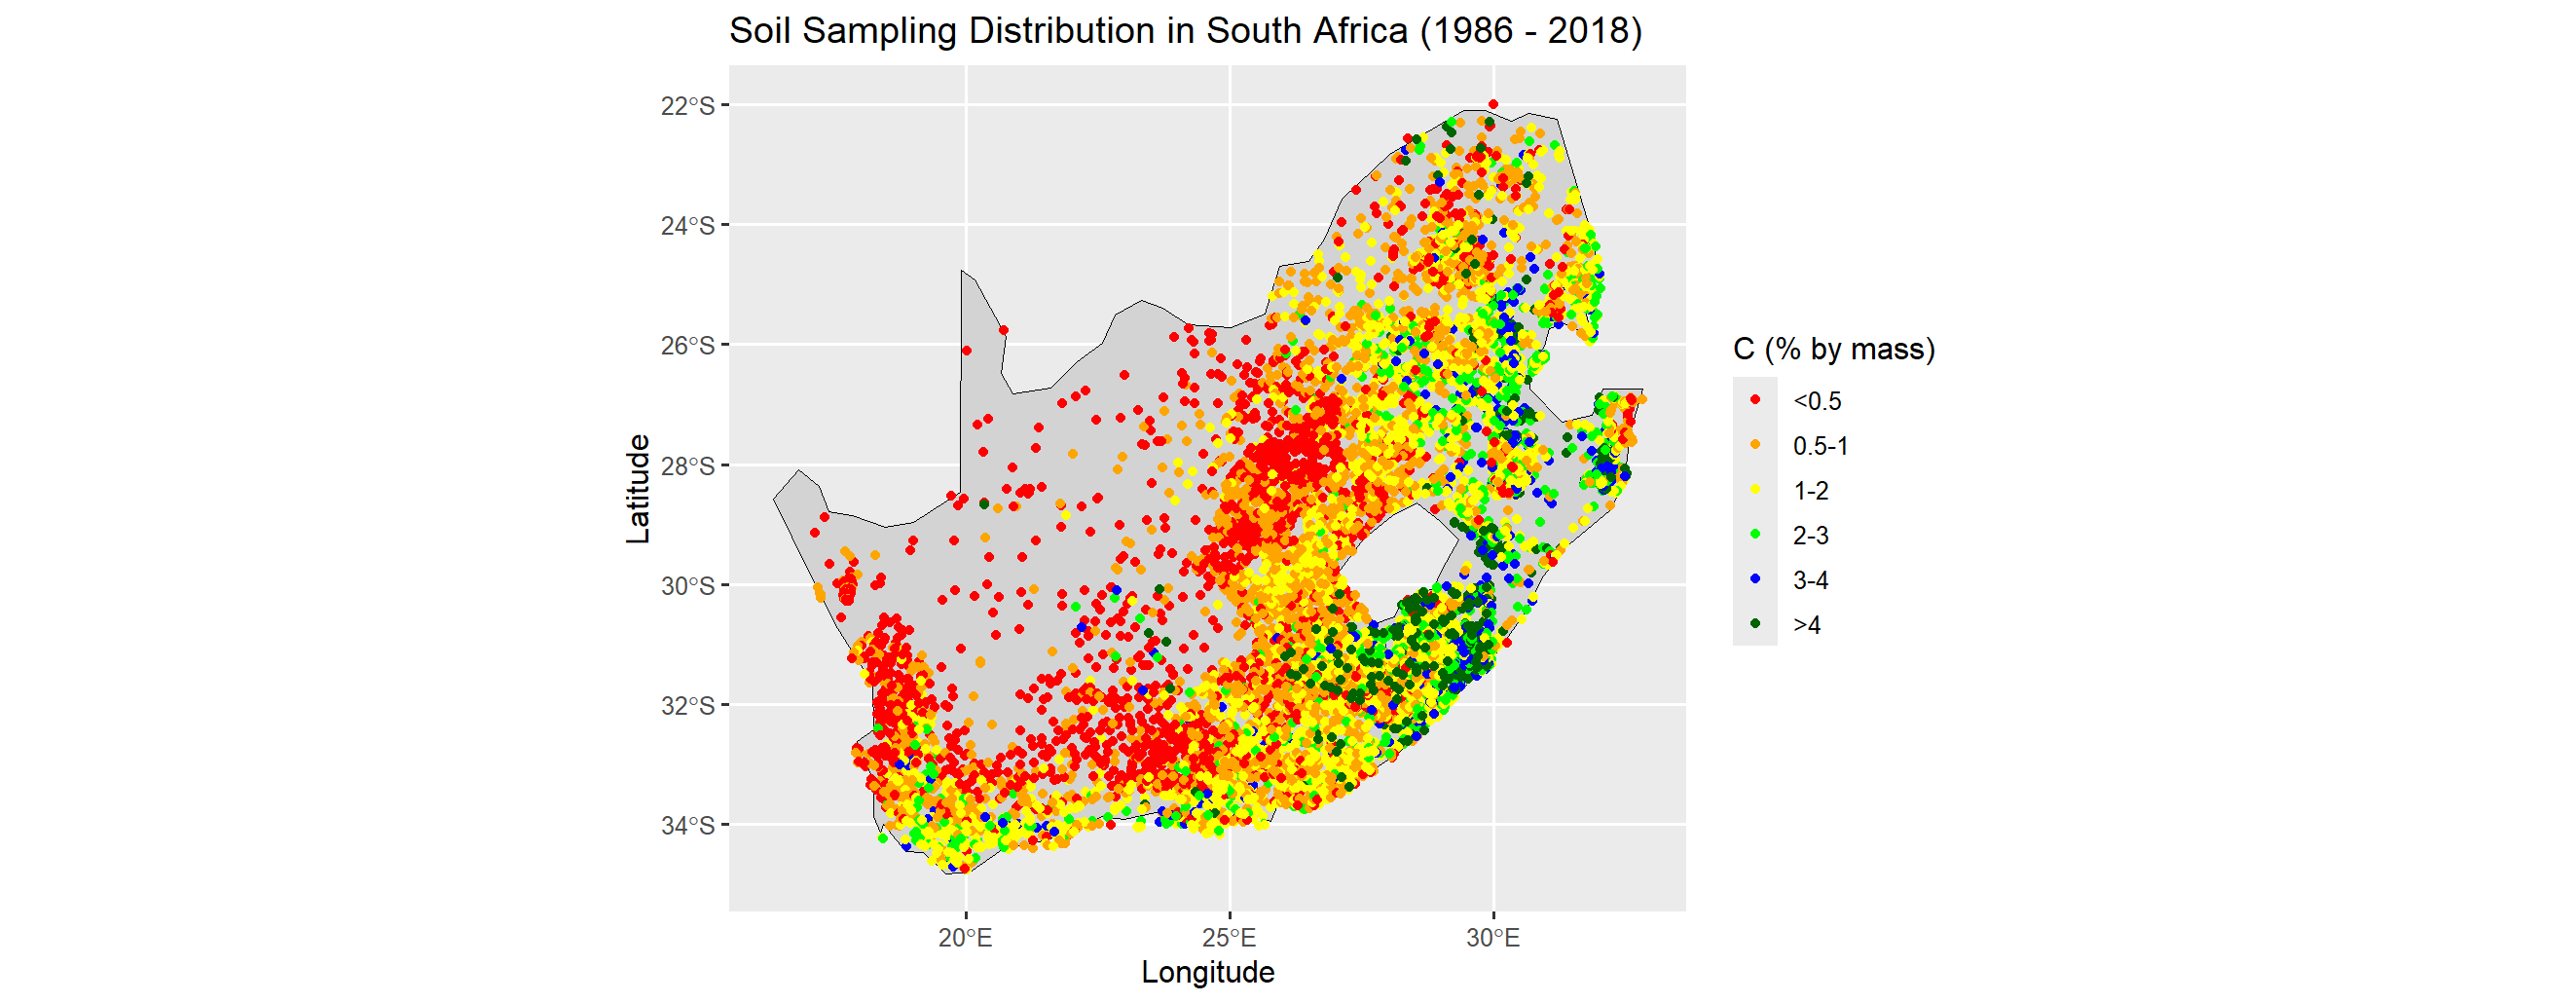 Soil Sampling Distribution in South Africa (1986 - 2018)
22°S
24°S
26°S
28°S
30°S
32°S
34°S
Latitude
20°E
25°E
30°E
Longitude
C (% by mass)
<0.5
0.5-1
1-2
2-3
3-4
>4